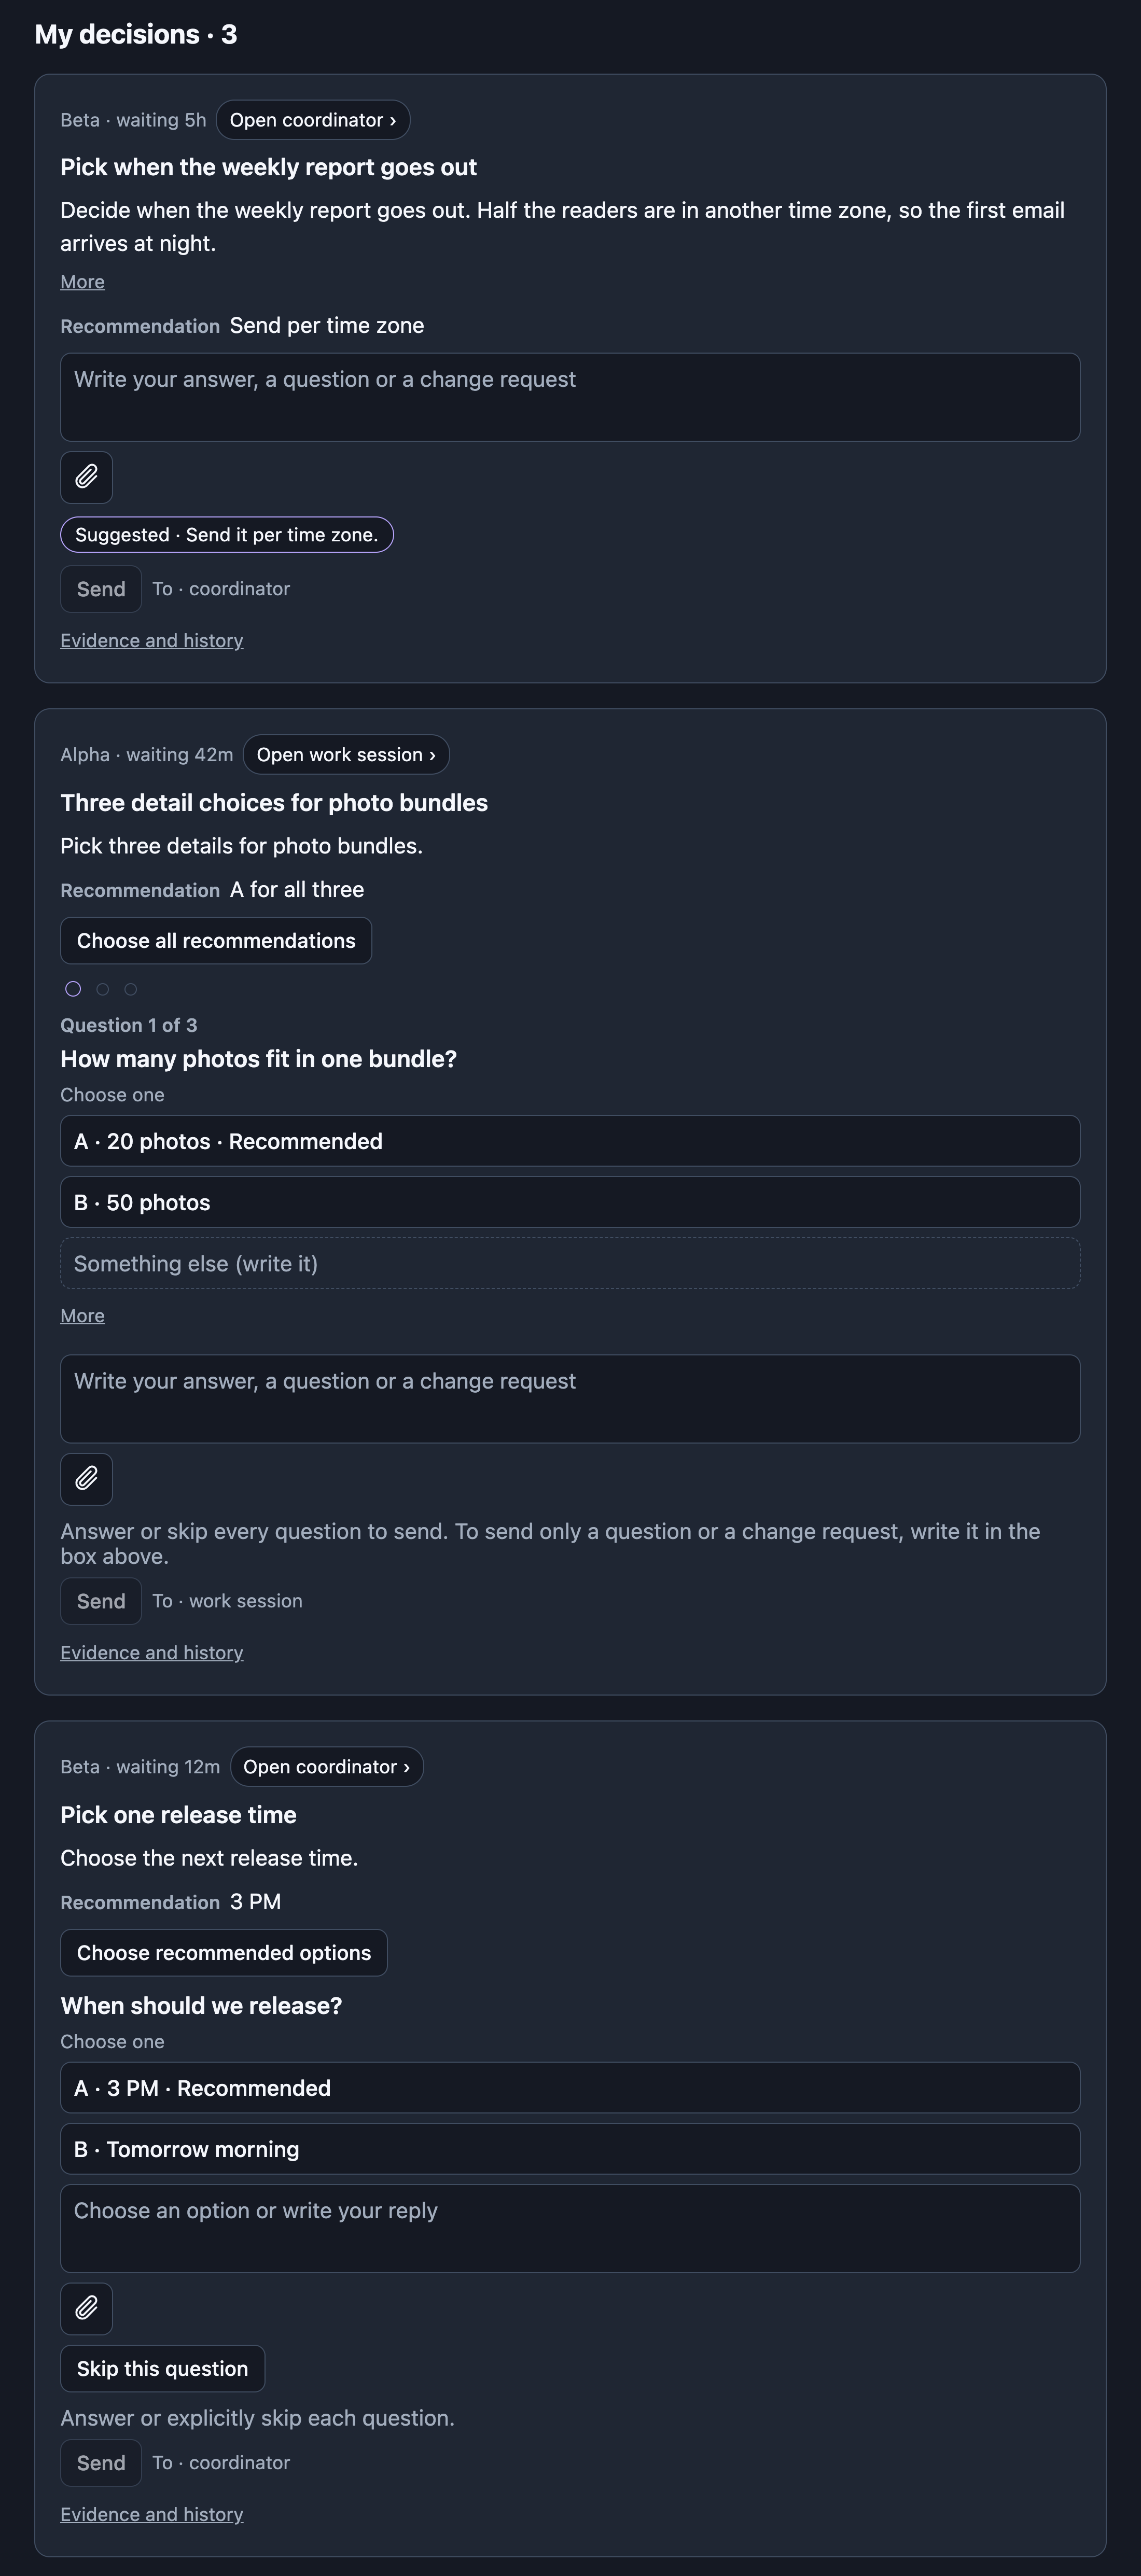 My decisions · 3
Beta · waiting 5h
Open coordinator ›
Pick when the weekly report goes out
Decide when the weekly report goes out. Half the readers are in another time zone, so the first email
arrives at night.
More
Recommendation Send per time zone
Write your answer, a question or a change request
Suggested · Send it per time zone.
Send To · coordinator
Evidence and history
Alpha · waiting 42m
Open work session ›
Three detail choices for photo bundles
Pick three details for photo bundles.
Recommendation A for all three
Choose all recommendations
Question 1 of 3
How many photos fit in one bundle?
Choose one
A · 20 photos · Recommended
B · 50 photos
Something else (write it)
More
Write your answer, a question or a change request
Answer or skip every question to send. To send only a question or a change request, write it in the
box above.
Send To · work session
Evidence and history
Beta · waiting 12m
Open coordinator ›
Pick one release time
Choose the next release time.
Recommendation 3 PM
Choose recommended options
When should we release?
Choose one
A · 3 PM · Recommended
B · Tomorrow morning
Choose an option or write your reply
Skip this question
Answer or explicitly skip each question.
Send To · coordinator
Evidence and history